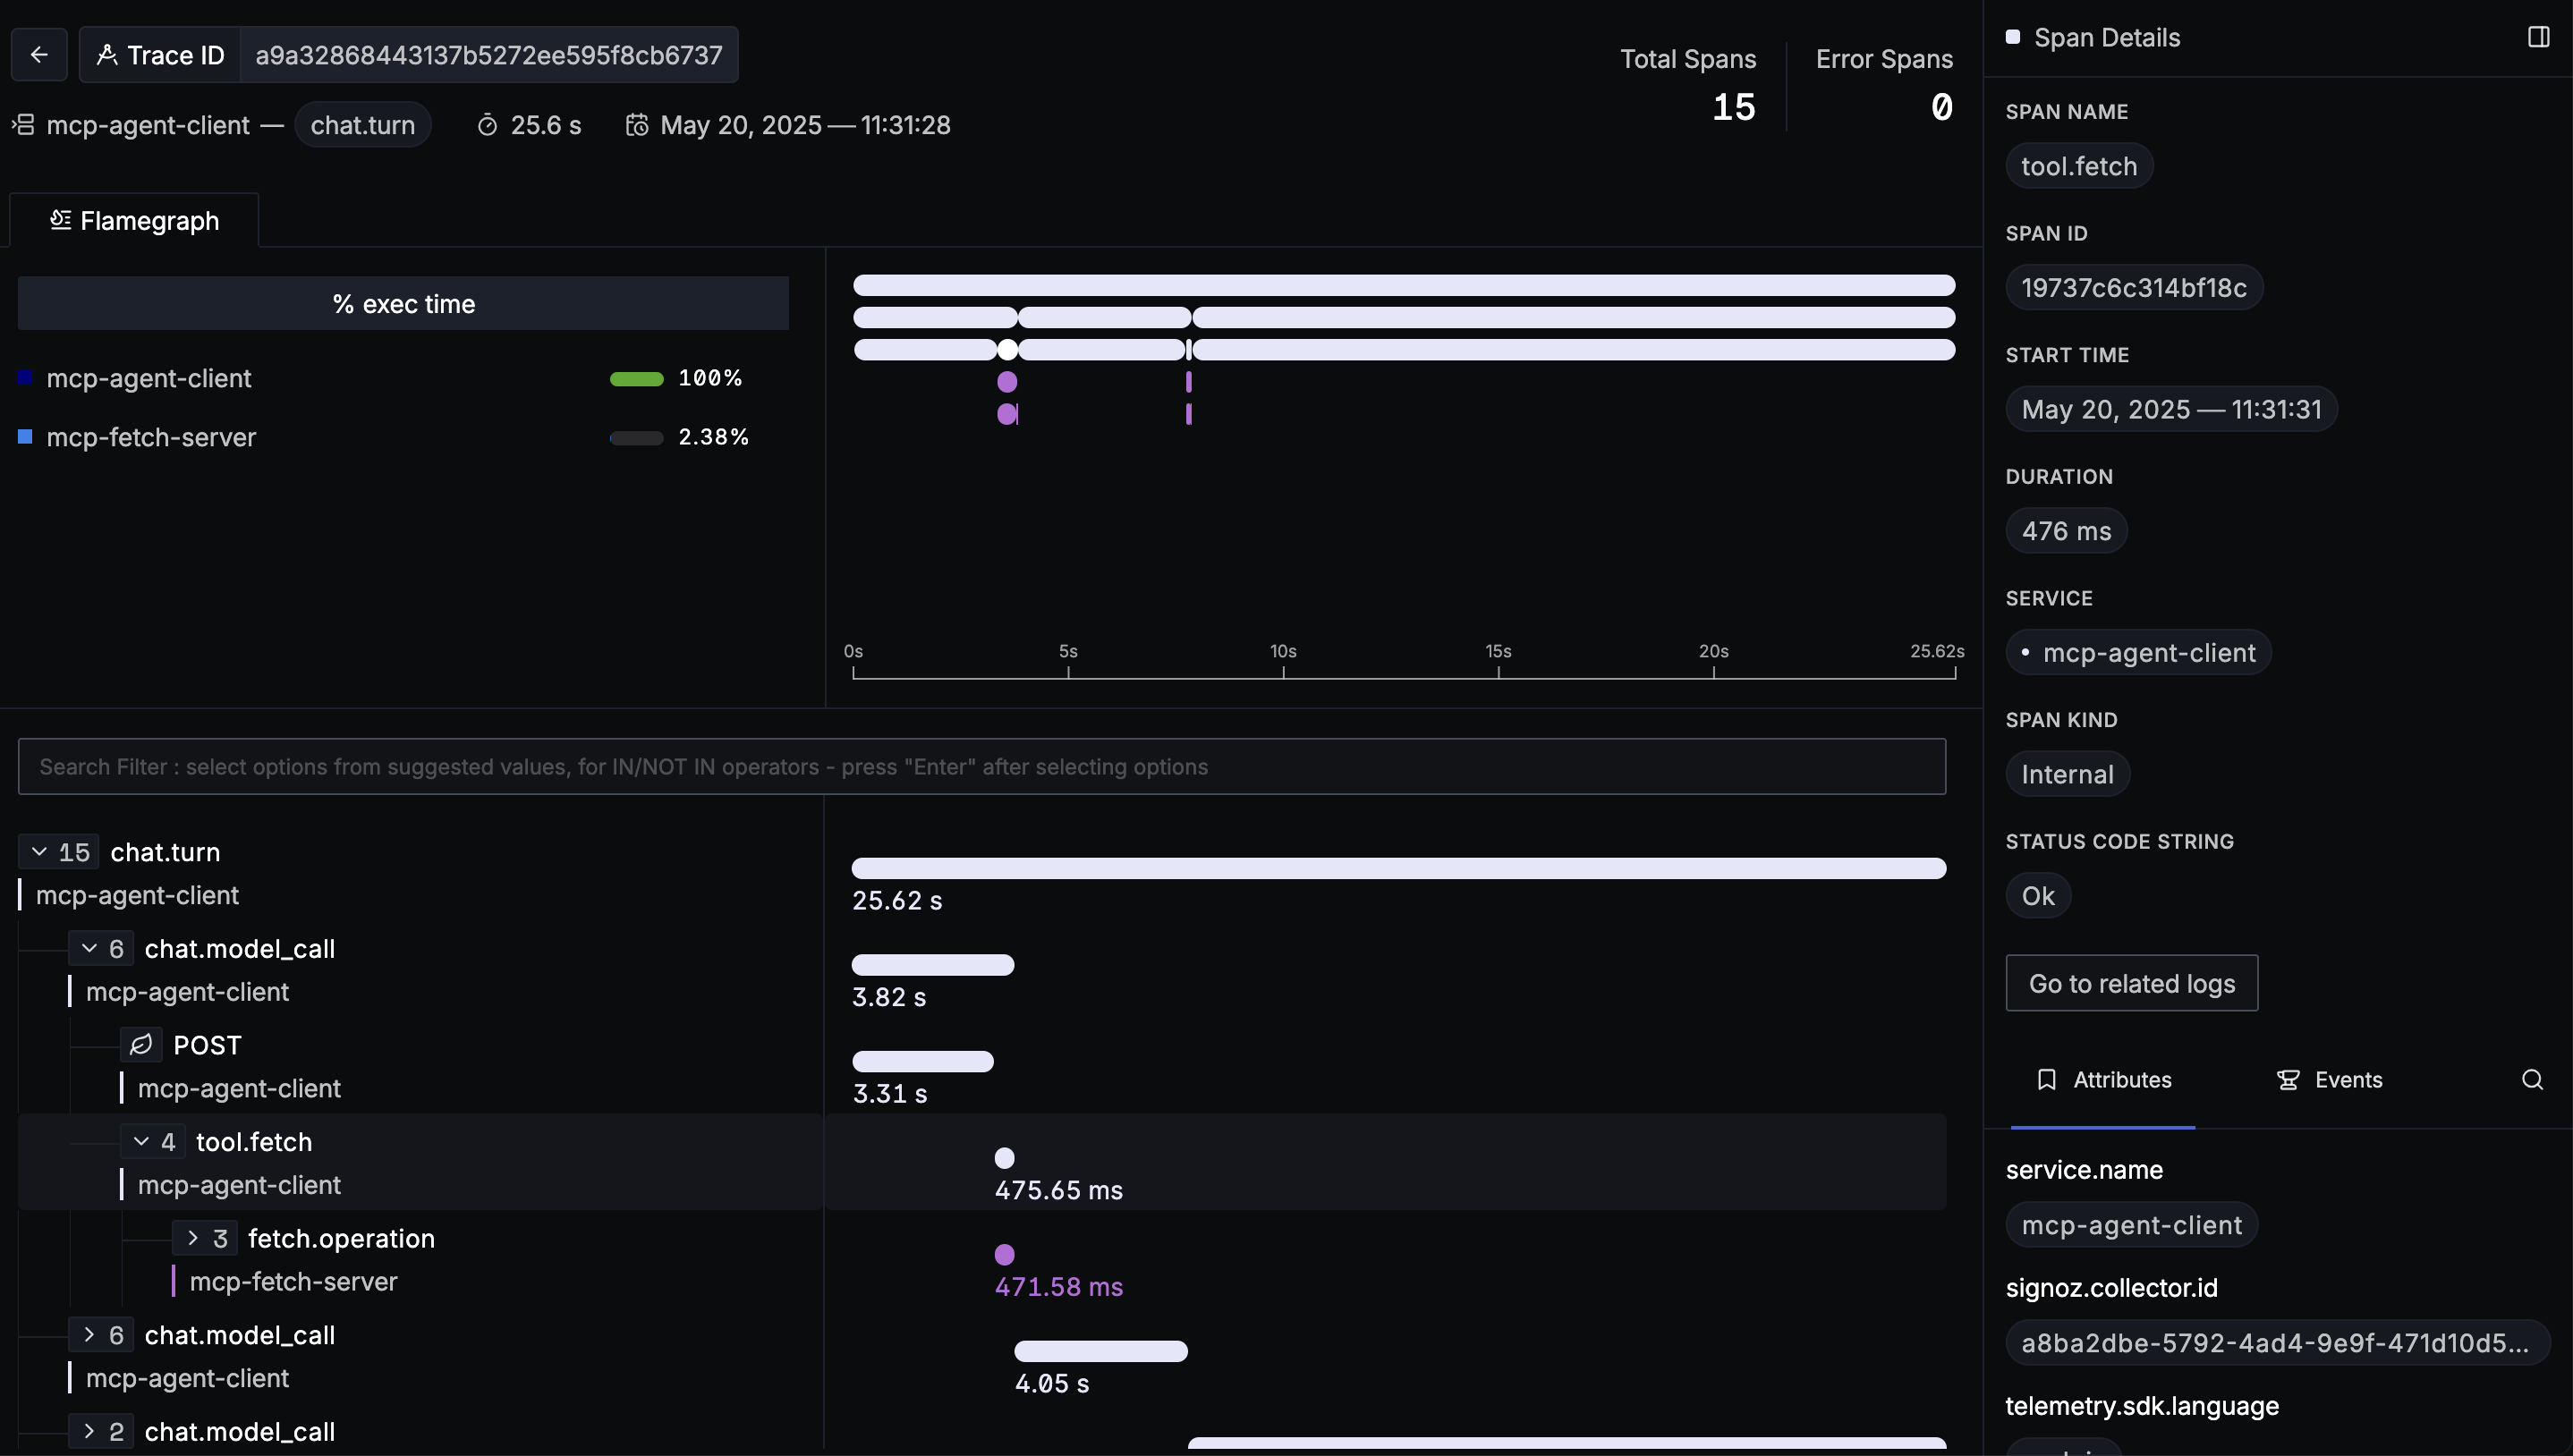 Trace ID a9a32868443137b5272ee595f8cb6737
mcp-agent-client — chat.turn 25.6 s May 20, 2025 — 11:31:28
Total Spans
15
Error Spans
0
Flamegraph
% exec time
mcp-agent-client 100%
mcp-fetch-server 2.38%
0s 5s 10s 15s 20s 25.62s
Search Filter : select options from suggested values, for IN/NOT IN operators - press "Enter" after selecting options
15 chat.turn
mcp-agent-client
25.62 s
6 chat.model_call
mcp-agent-client
3.82 s
POST
mcp-agent-client
3.31 s
4 tool.fetch
mcp-agent-client
475.65 ms
3 fetch.operation
mcp-fetch-server
471.58 ms
6 chat.model_call
mcp-agent-client
4.05 s
2 chat.model_call
Span Details
SPAN NAME
tool.fetch
SPAN ID
19737c6c314bf18c
START TIME
May 20, 2025 — 11:31:31
DURATION
476 ms
SERVICE
mcp-agent-client
SPAN KIND
Internal
STATUS CODE STRING
Ok
Go to related logs
Attributes Events
service.name
mcp-agent-client
signoz.collector.id
a8ba2dbe-5792-4ad4-9e9f-471d10d5...
telemetry.sdk.language